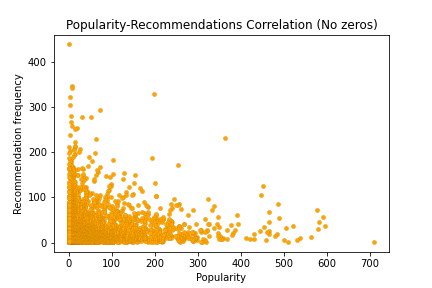 Popularity-Recommendations Correlation (No zeros)
400
300
200
100
0
Recommendation frequency
0 100 200 300 400 500 600 700
Popularity